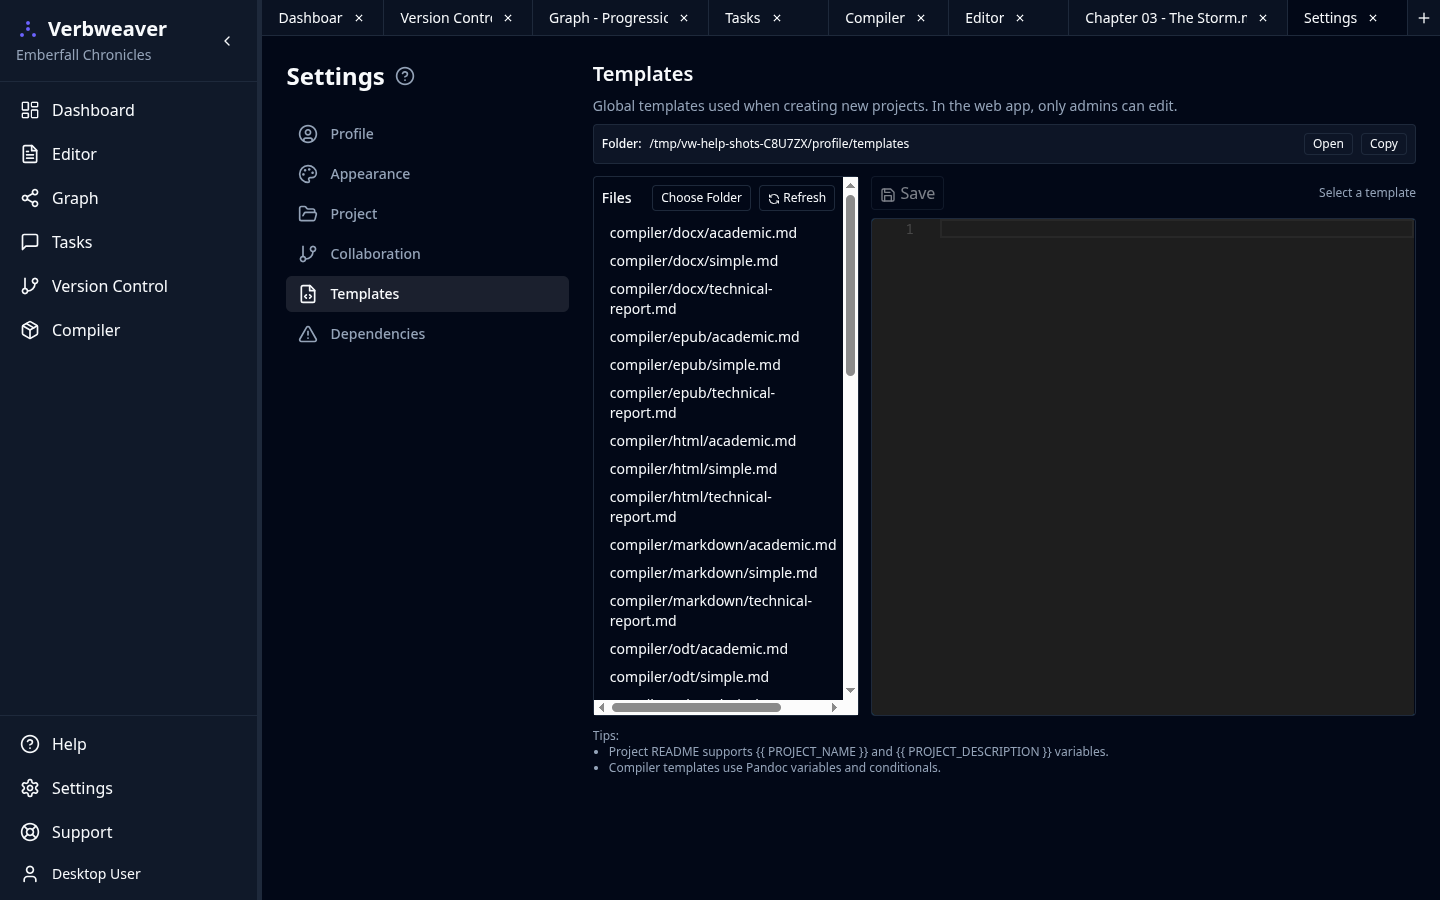 Verbweaver
Emberfall Chronicles
Dashboard
Editor
Graph
Tasks
Version Control
Compiler
Help
Settings
Support
Desktop User
Dashboar
Version Contr
Graph - Progressic
Tasks
Compiler
Editor
Chapter 03 - The Storm.r
Settings
Settings
Profile
Appearance
Project
Collaboration
Templates
Dependencies
Templates
Global templates used when creating new projects. In the web app, only admins can edit.
Folder: /tmp/vw-help-shots-C8U7ZX/profile/templates
Open
Copy
Files
Choose Folder
Refresh
compiler/docx/academic.md
compiler/docx/simple.md
compiler/docx/technical-
report.md
compiler/epub/academic.md
compiler/epub/simple.md
compiler/epub/technical-
report.md
compiler/html/academic.md
compiler/html/simple.md
compiler/html/technical-
report.md
compiler/markdown/academic.md
compiler/markdown/simple.md
compiler/markdown/technical-
report.md
compiler/odt/academic.md
compiler/odt/simple.md
Save
Select a template
1
Tips:
• Project README supports {{ PROJECT_NAME }} and {{ PROJECT_DESCRIPTION }} variables.
• Compiler templates use Pandoc variables and conditionals.